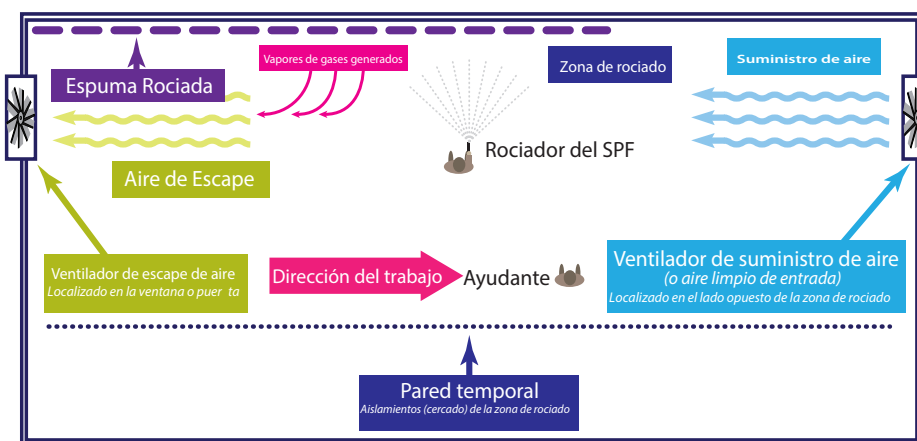 Vapores de gases generados
Zona de rociado
Suministro de aire
Espuma Rociada
Rociador del SPF
Aire de Escape
Ventilador de escape de aire
Localizado en la ventana o puer ta
Dirección del trabajo
Ayudante
Ventilador de suministro de aire
(o aire limpio de entrada)
Localizado en el lado opuesto de la zona de rociado
Pared temporal
Aislamientos (cercado) de la zona de rociado